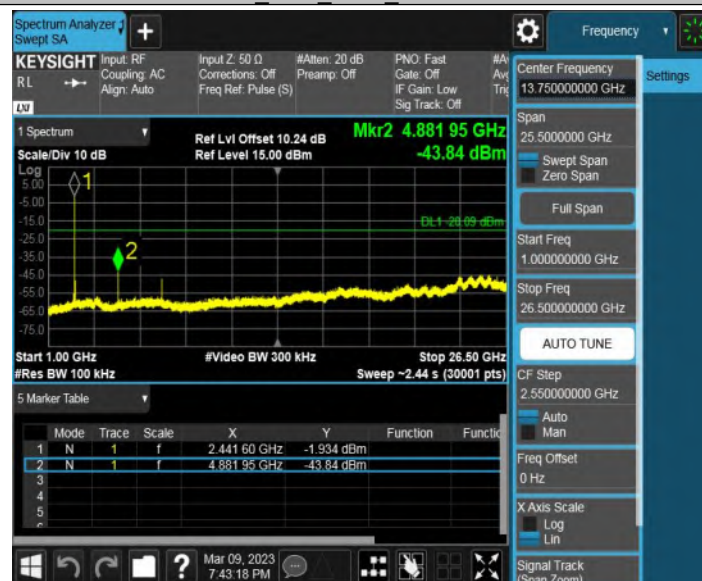 Spectrum Analyzer 1
Swept SA
Frequency
KEYSIGHT
RL
LXI
Input: RF
Coupling: AC
Align: Auto
Input Z: 50 Ω
Corrections: Off
Freq Ref: Pulse (S)
#Atten: 20 dB
Preamp: Off
PNO: Fast
Gate: Off
IF Gain: Low
Sig Track: Off
Settings
Center Frequency
13.750000000 GHz
Span
25.5000000 GHz
Swept Span
Zero Span
Full Span
Start Freq
1.000000000 GHz
Stop Freq
26.500000000 GHz
AUTO TUNE
CF Step
2.550000000 GHz
Auto
Man
Freq Offset
0 Hz
X Axis Scale
Log
Lin
Signal Track
(Span Zoom)
1 Spectrum
Scale/Div 10 dB
Ref Lvl Offset 10.24 dB
Ref Level 15.00 dBm
Mkr2 4.881 95 GHz
-43.84 dBm
Log
5.00
-5.00
-15.0
-25.0
-35.0
-45.0
-55.0
-65.0
-75.0
1
2
DL1 -20.09 dBm
Start 1.00 GHz
#Video BW 300 kHz
Stop 26.50 GHz
#Res BW 100 kHz
Sweep ~2.44 s (30001 pts)
5 Marker Table
Mode Trace Scale X Y Function
1 N 1 f 2.441 60 GHz -1.934 dBm
2 N 1 f 4.881 95 GHz -43.84 dBm
3
4
5
?
Mar 09, 2023
7:43:18 PM